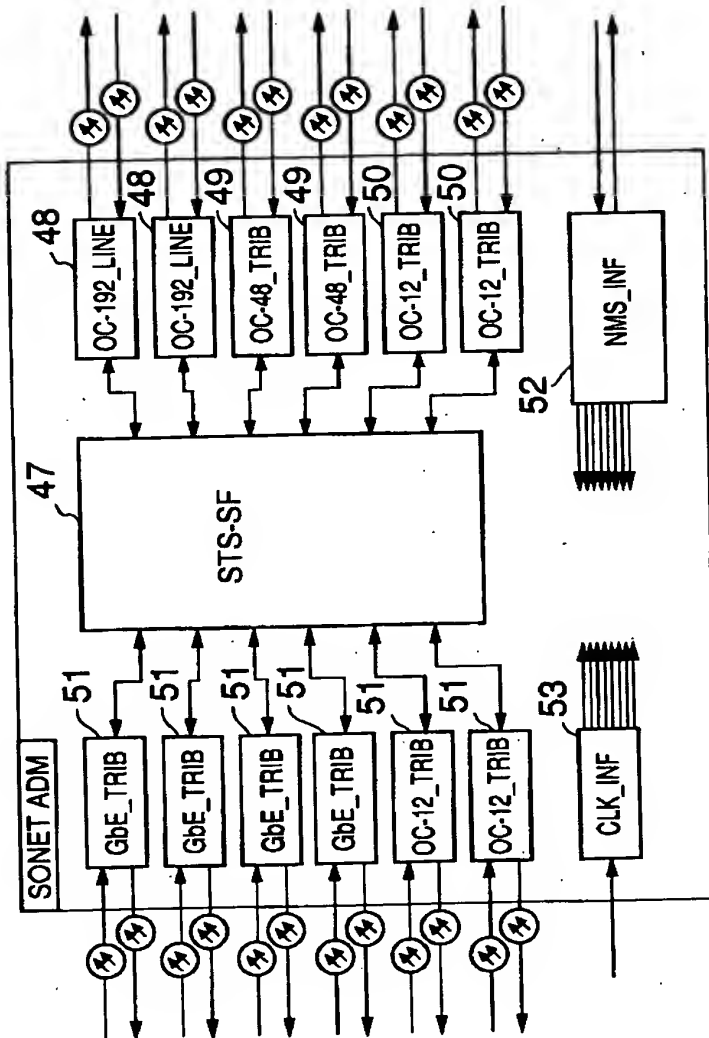 SONET ADM
51
GbE_TRIB
51
GbE_TRIB
51
GbE_TRIB
51
GbE_TRIB
51
OC-12_TRIB
51
OC-12_TRIB
53
CLK_INF
47
STS-SF
48
OC-192_LINE
48
OC-192_LINE
49
OC-48_TRIB
49
OC-48_TRIB
50
OC-12_TRIB
50
OC-12_TRIB
52
NMS_INF